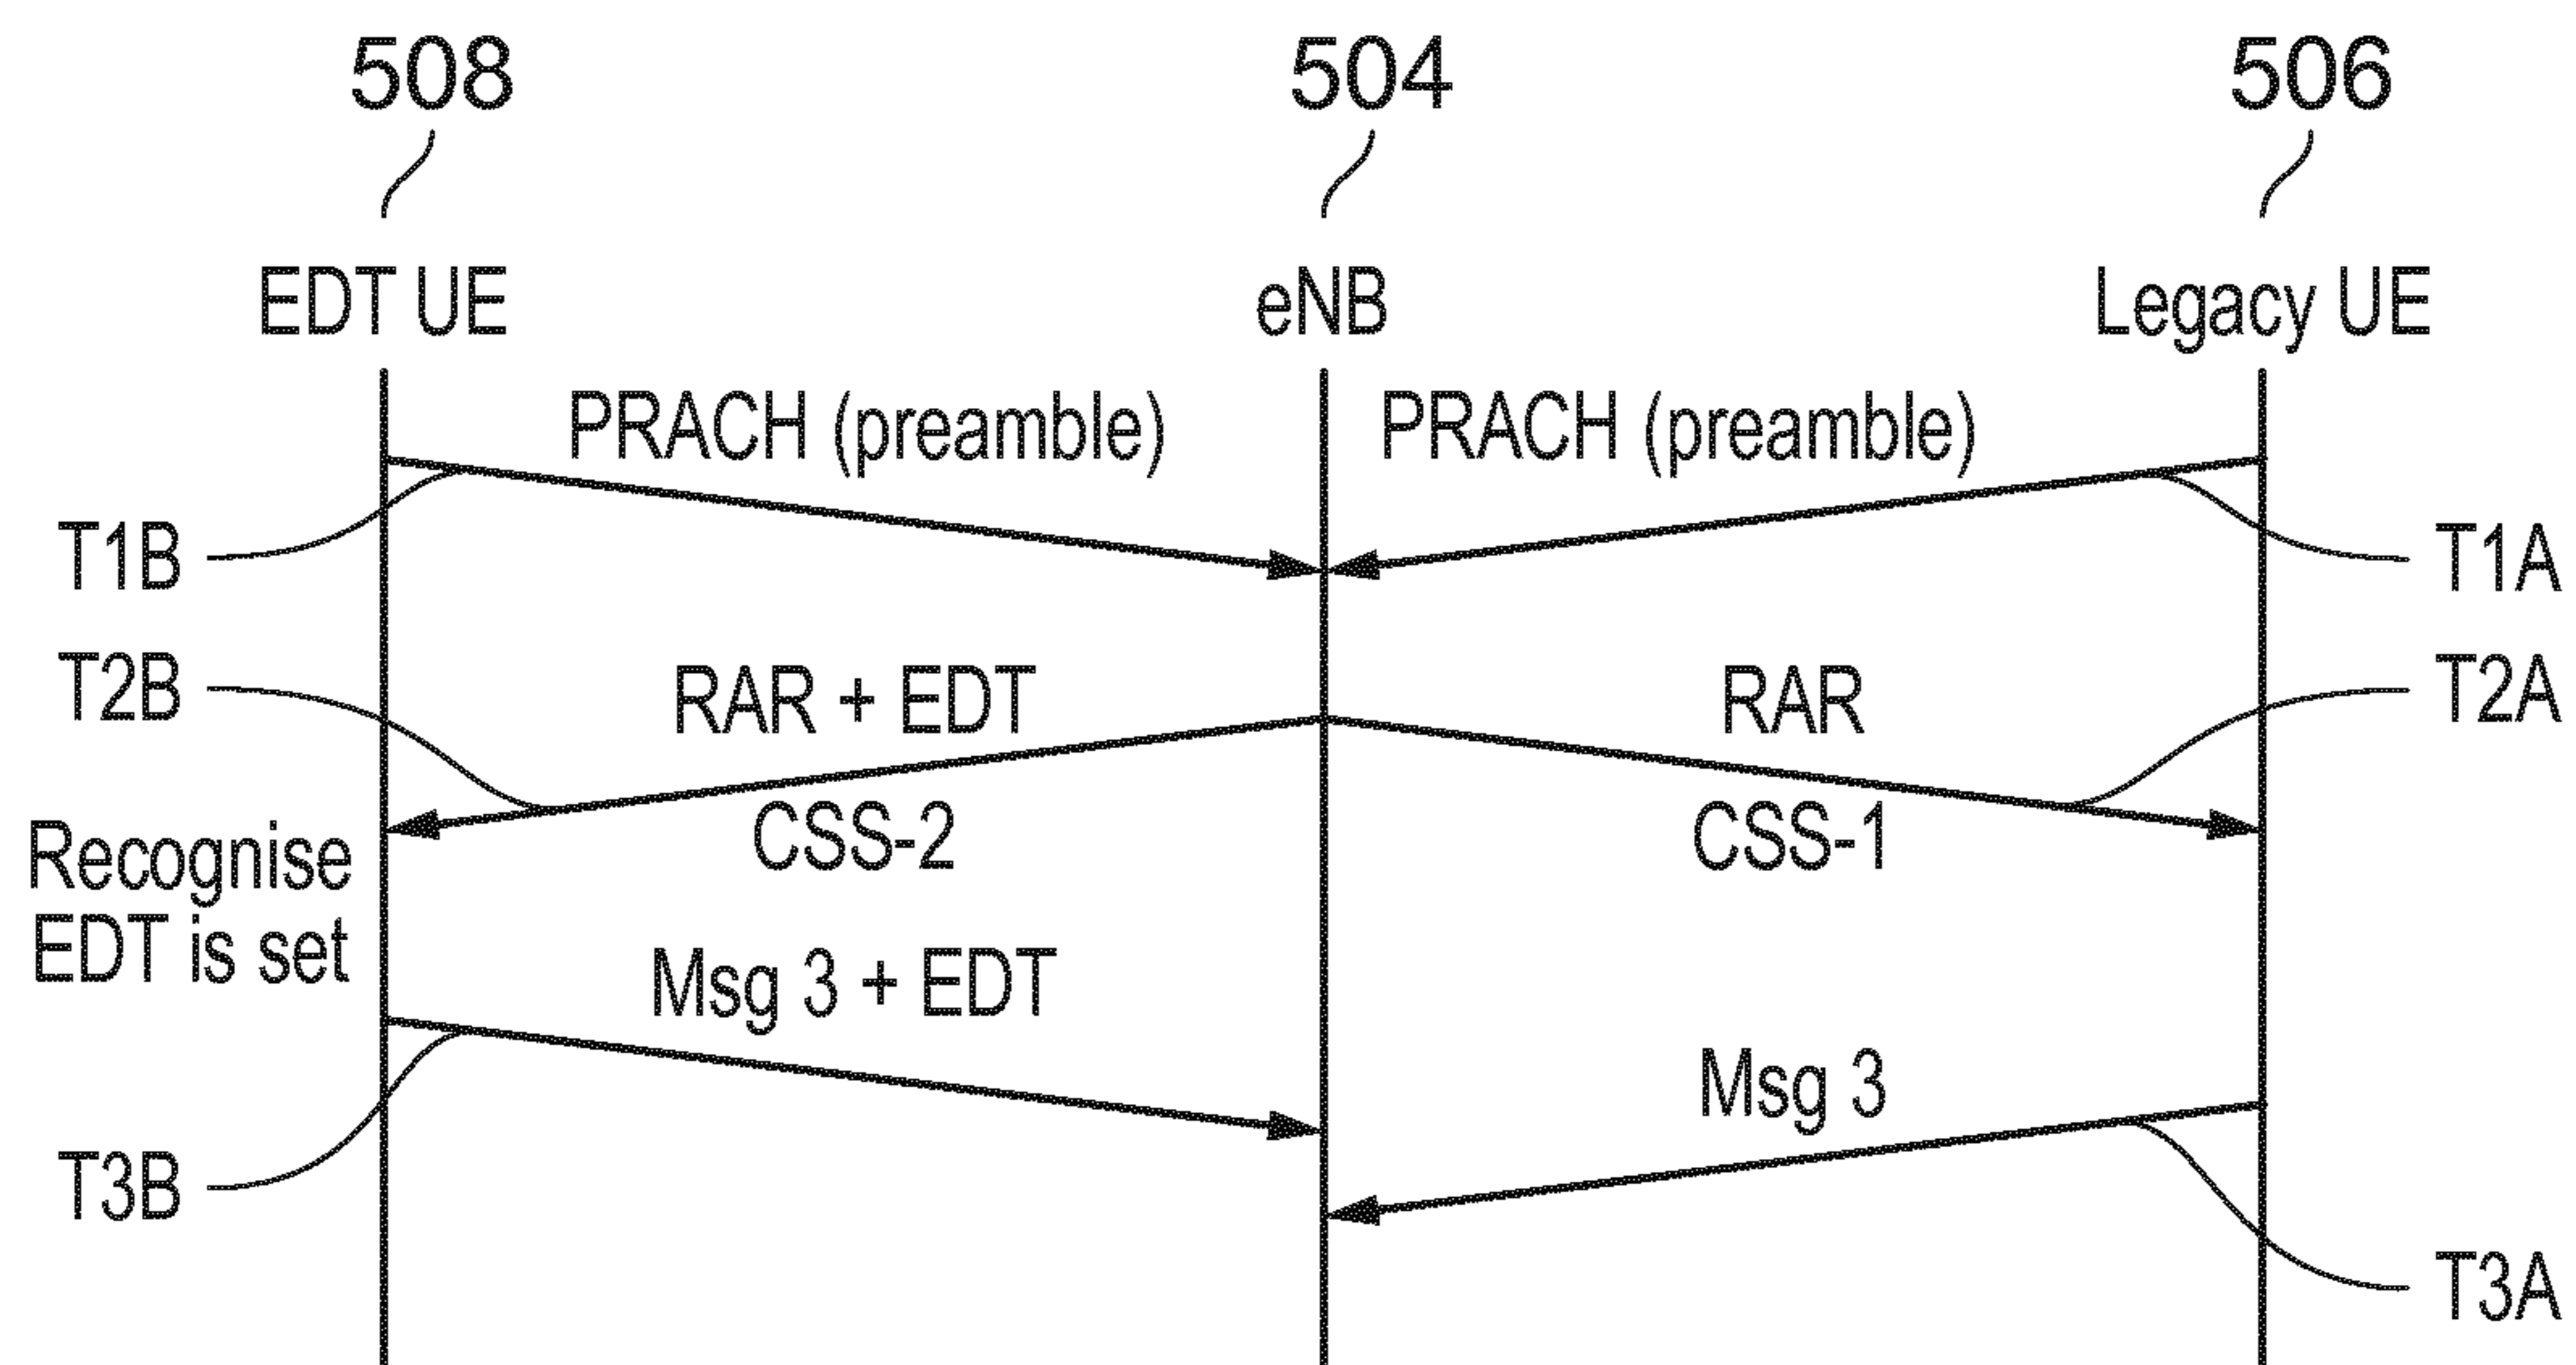 508 504 506
EDT UE eNB Legacy UE
PRACH (preamble) PRACH (preamble)
T1B T1A
T2B RAR + EDT RAR T2A
CSS-2 CSS-1
Recognise
EDT is set
Msg 3 + EDT
Msg 3
T3B
T3A